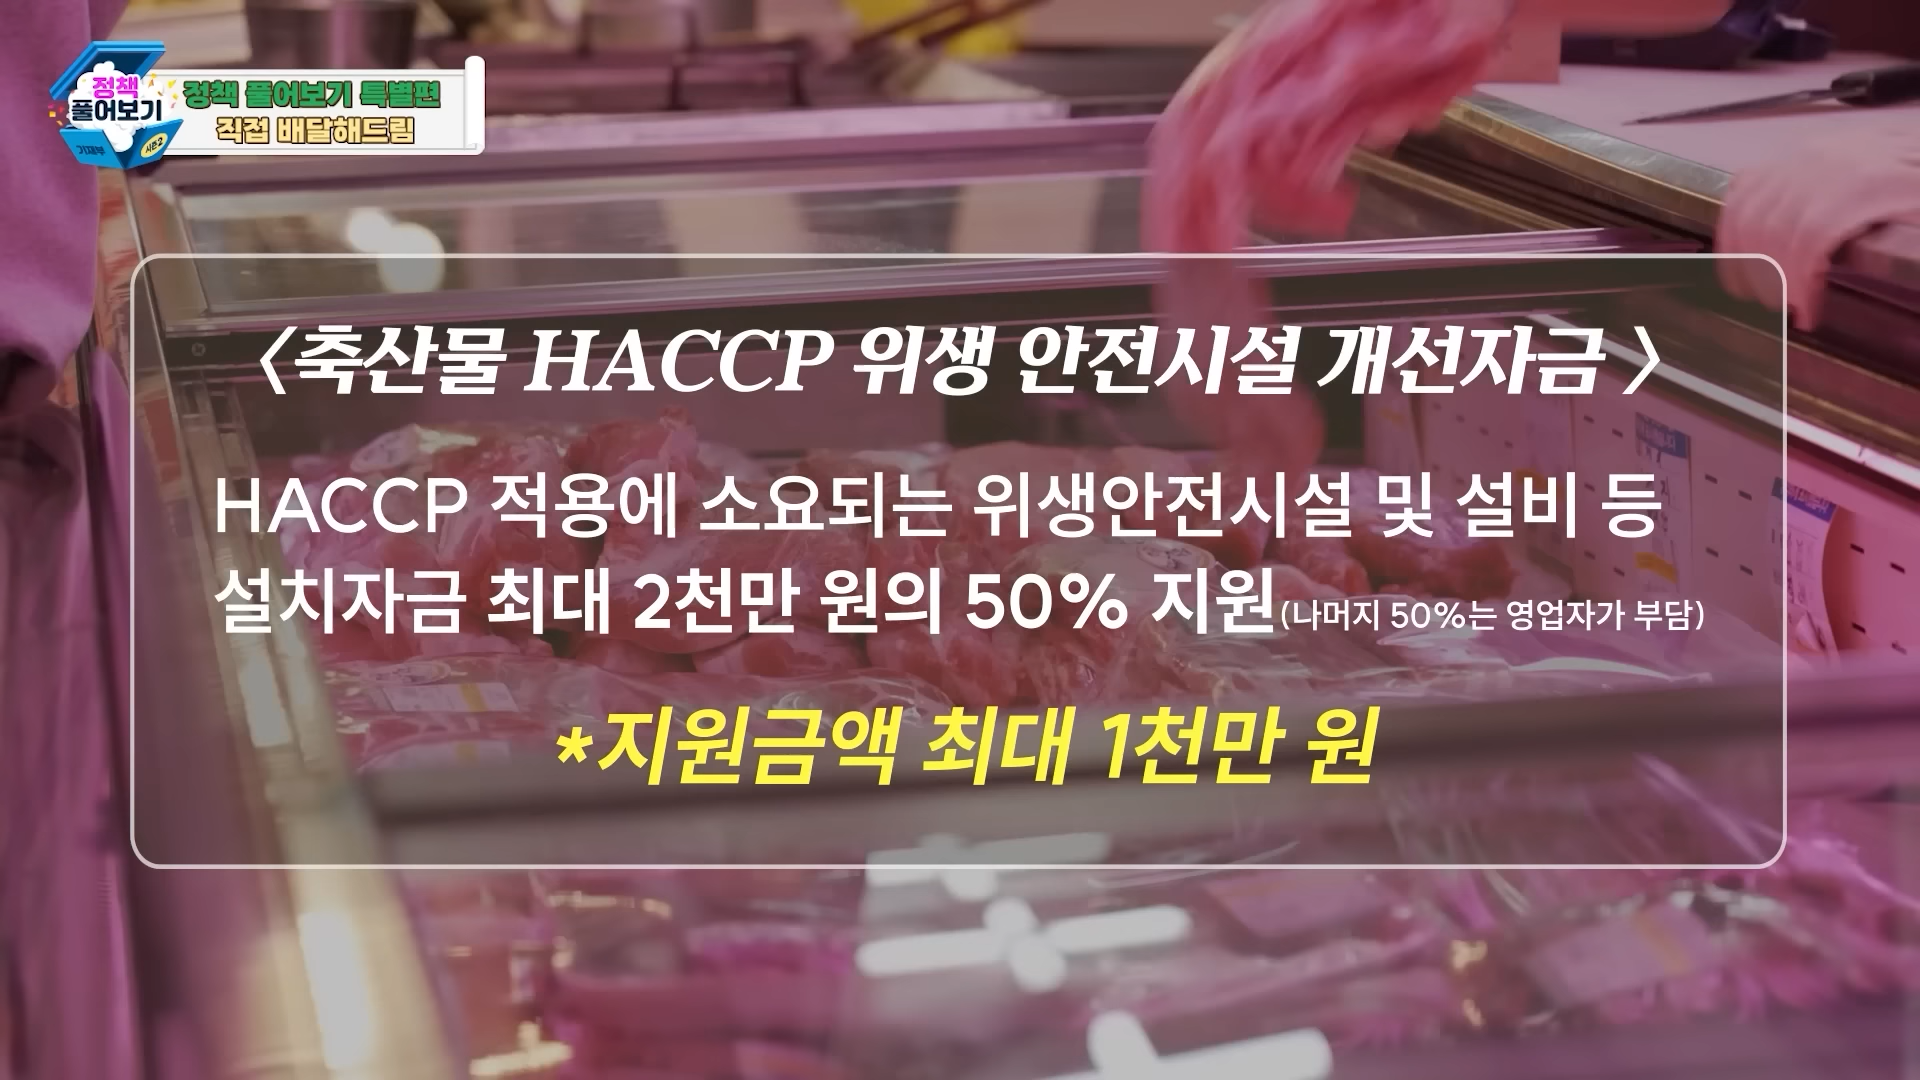 정책
풀어보기
기재부
시즌2
정책 풀어보기 특별편
직접 배달해드림
〈축산물 HACCP 위생 안전시설 개선자금〉
HACCP 적용에 소요되는 위생안전시설 및 설비 등
설치자금 최대 2천만 원의 50% 지원(나머지 50%는 영업자가 부담)
*지원금액 최대 1천만 원